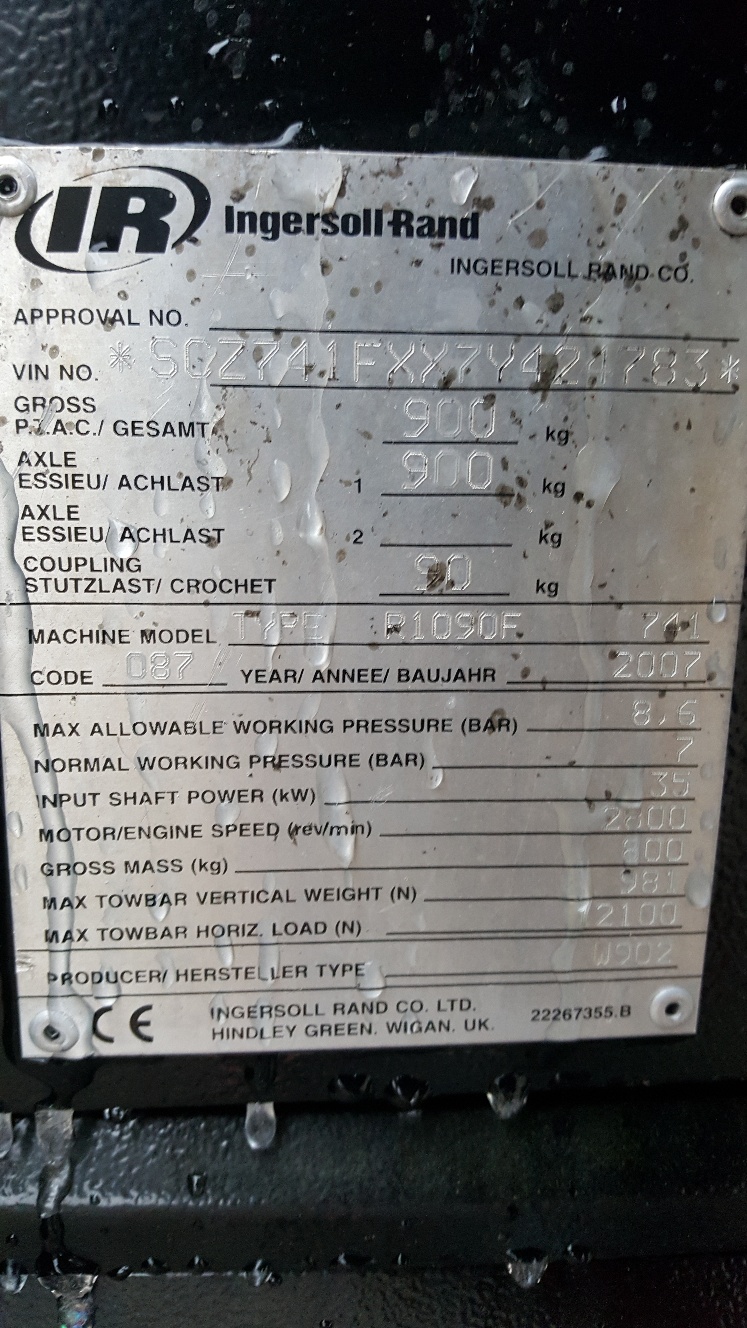 IR Ingersoll-Rand
INGERSOLL RAND CO.
APPROVAL NO.
VIN NO. *SCZ741FXX7Y421783*
GROSS
P.T.A.C./ GESAMT 900 kg
AXLE
ESSIEU/ ACHLAST 1 900 kg
AXLE
ESSIEU/ ACHLAST 2 kg
COUPLING
STUTZLAST/ CROCHET 90 kg
MACHINE MODEL TYPE R1090F 741
CODE 087 YEAR/ ANNEE/ BAUJAHR 2007
MAX ALLOWABLE WORKING PRESSURE (BAR) 8,6
NORMAL WORKING PRESSURE (BAR) 7
INPUT SHAFT POWER (kW) 35
MOTOR/ENGINE SPEED (rev/min) 2800
GROSS MASS (kg)
MAX TOWBAR VERTICAL WEIGHT (N) 981
MAX TOWBAR HORIZ. LOAD (N) 12100
PRODUCER/ HERSTELLER TYPE W902
CE INGERSOLL RAND CO. LTD. 22267355.B
HINDLEY GREEN. WIGAN. UK.